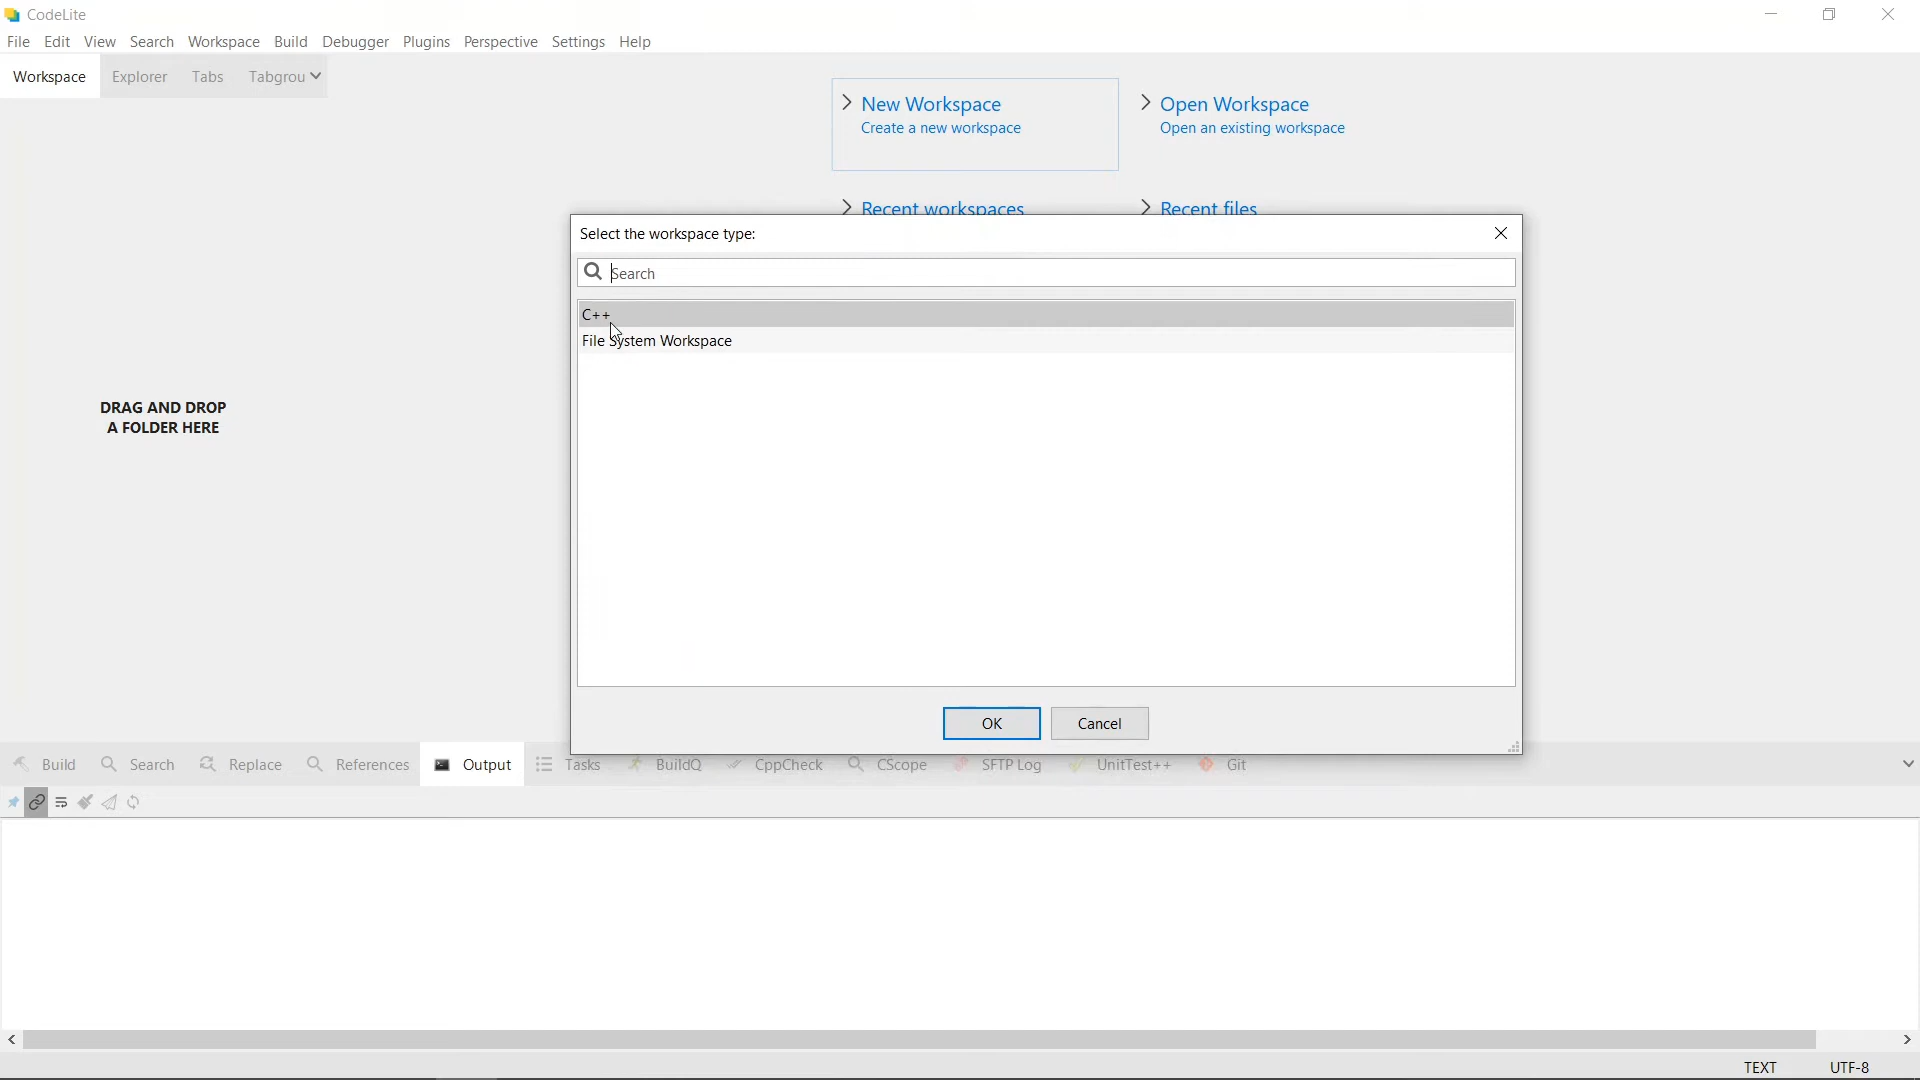 CodeLite
File Edit View Search Workspace Build Debugger Plugins Perspective Settings Help
Workspace Explorer Tabs Tabgrou
New Workspace
Create a new workspace
Open Workspace
Open an existing workspace
Recent workspaces
Recent files
Select the workspace type:
Search
C++
File System Workspace
DRAG AND DROP
A FOLDER HERE
OK Cancel
Build Search Replace References Output Tasks BuildQ CppCheck CScope SFTP Log UnitTest++ Git
TEXT UTF-8